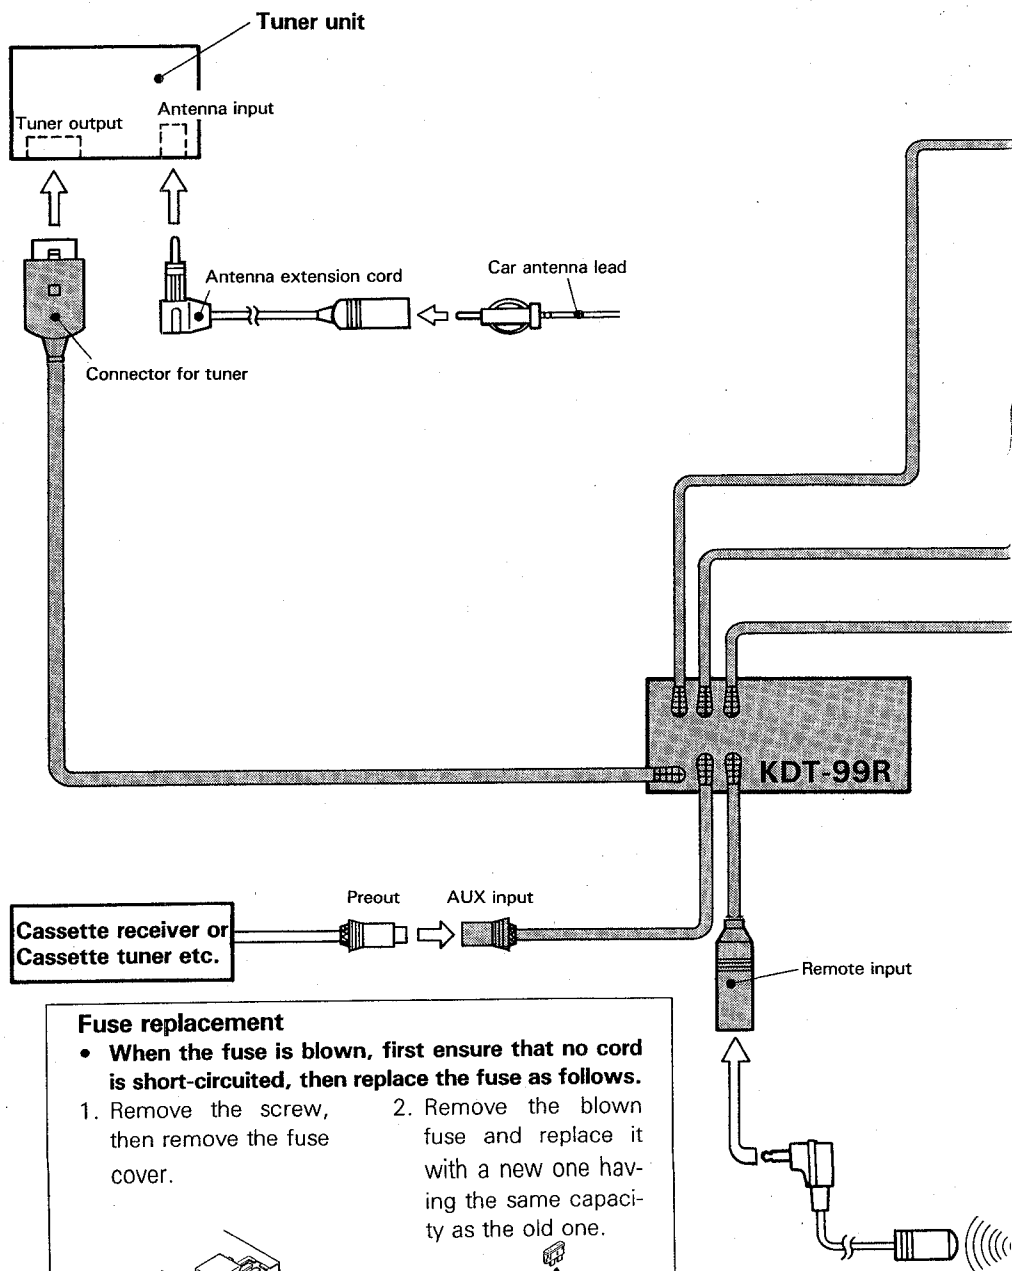 Tuner unit
Antenna input
Tuner output
Antenna extension cord
Car antenna lead
Connector for tuner
KDT-99R
Preout
AUX input
Cassette receiver or
Cassette tuner etc.
Remote input
Fuse replacement
• When the fuse is blown, first ensure that no cord
is short-circuited, then replace the fuse as follows.
1. Remove the screw,
then remove the fuse
cover.
2. Remove the blown
fuse and replace it
with a new one hav-
ing the same capaci-
ty as the old one.